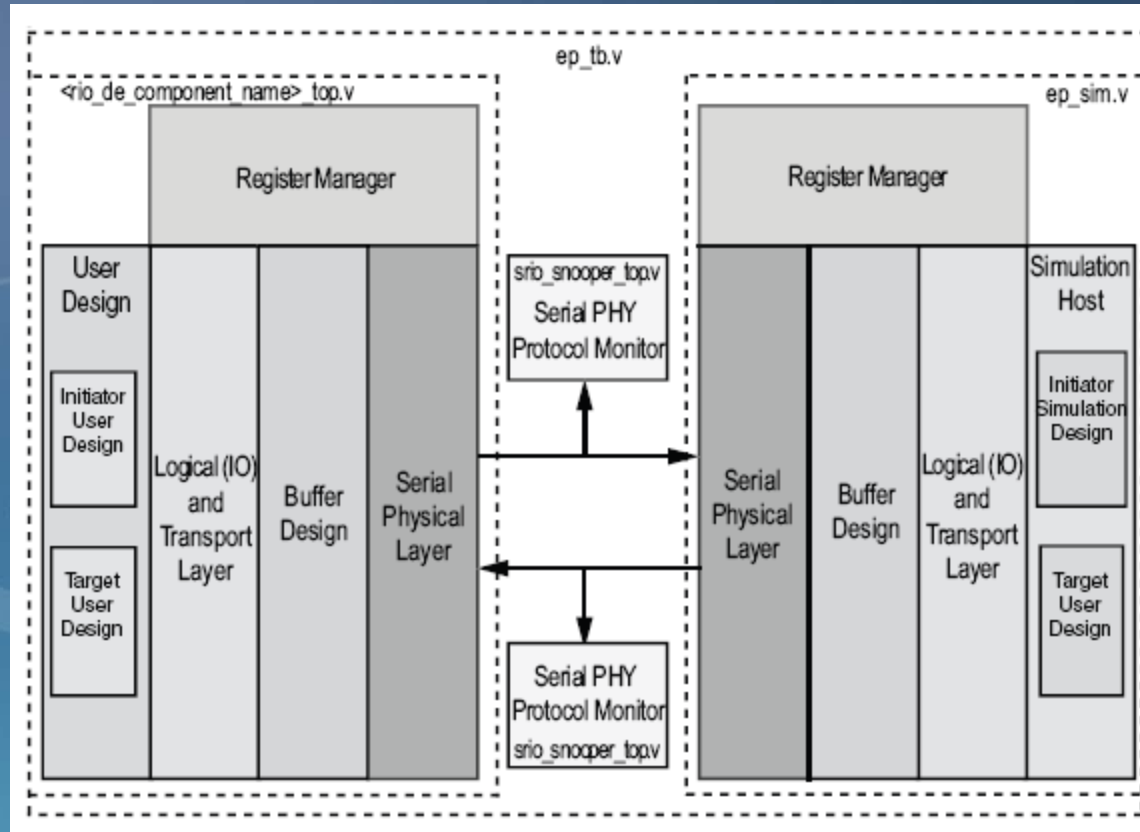 ep_tb.v
<rio_de_component_name>_top.v
Register Manager
User
Design
Initiator
User
Design
Target
User
Design
Logical (IO)
and
Transport
Layer
Buffer
Design
Serial
Physical
Layer
srio_snooper_top.v
Serial PHY
Protocol Monitor
Serial PHY
Protocol Monitor
srio_snooper_top.v
ep_sim.v
Register Manager
Serial
Physical
Layer
Buffer
Design
Logical (IO)
and
Transport
Layer
Simulation
Host
Initiator
Simulation
Design
Target
User
Design